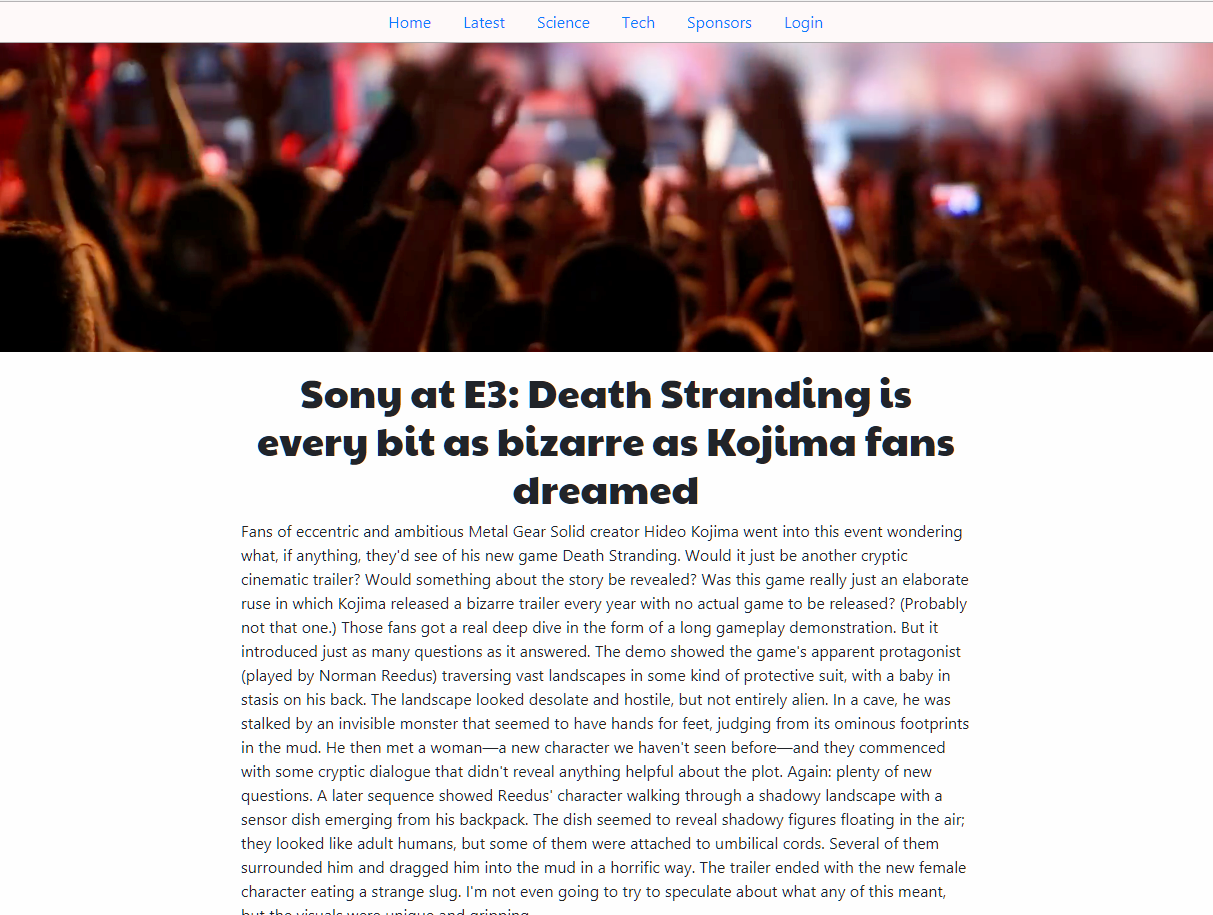 Home Latest Science Tech Sponsors Login
Sony at E3: Death Stranding is
every bit as bizarre as Kojima fans
dreamed
Fans of eccentric and ambitious Metal Gear Solid creator Hideo Kojima went into this event wondering
what, if anything, they'd see of his new game Death Stranding. Would it just be another cryptic
cinematic trailer? Would something about the story be revealed? Was this game really just an elaborate
ruse in which Kojima released a bizarre trailer every year with no actual game to be released? (Probably
not that one.) Those fans got a real deep dive in the form of a long gameplay demonstration. But it
introduced just as many questions as it answered. The demo showed the game's apparent protagonist
(played by Norman Reedus) traversing vast landscapes in some kind of protective suit, with a baby in
stasis on his back. The landscape looked desolate and hostile, but not entirely alien. In a cave, he was
stalked by an invisible monster that seemed to have hands for feet, judging from its ominous footprints
in the mud. He then met a woman—a new character we haven't seen before—and they commenced
with some cryptic dialogue that didn't reveal anything helpful about the plot. Again: plenty of new
questions. A later sequence showed Reedus' character walking through a shadowy landscape with a
sensor dish emerging from his backpack. The dish seemed to reveal shadowy figures floating in the air;
they looked like adult humans, but some of them were attached to umbilical cords. Several of them
surrounded him and dragged him into the mud in a horrific way. The trailer ended with the new female
character eating a strange slug. I'm not even going to try to speculate about what any of this meant,
but the visuals were unique and gripping.